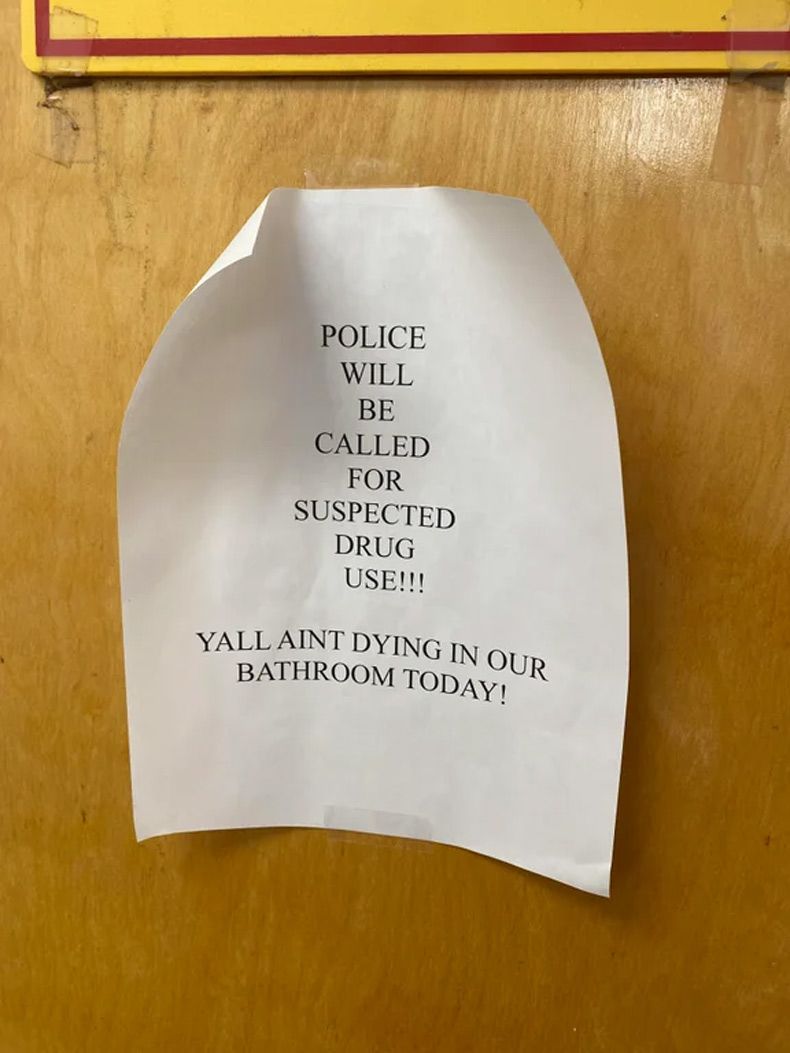 POLICE
WILL
BE
CALLED
FOR
SUSPECTED
DRUG
USE!!!
YALL AINT DYING IN OUR
BATHROOM TODAY!